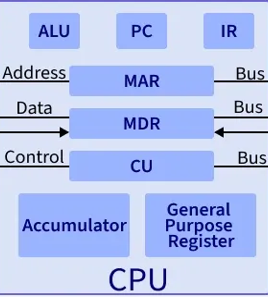 ALU PC IR
Address MAR Bus
Data MDR Bus
Control CU Bus
Accumulator
General
Purpose
Register
CPU